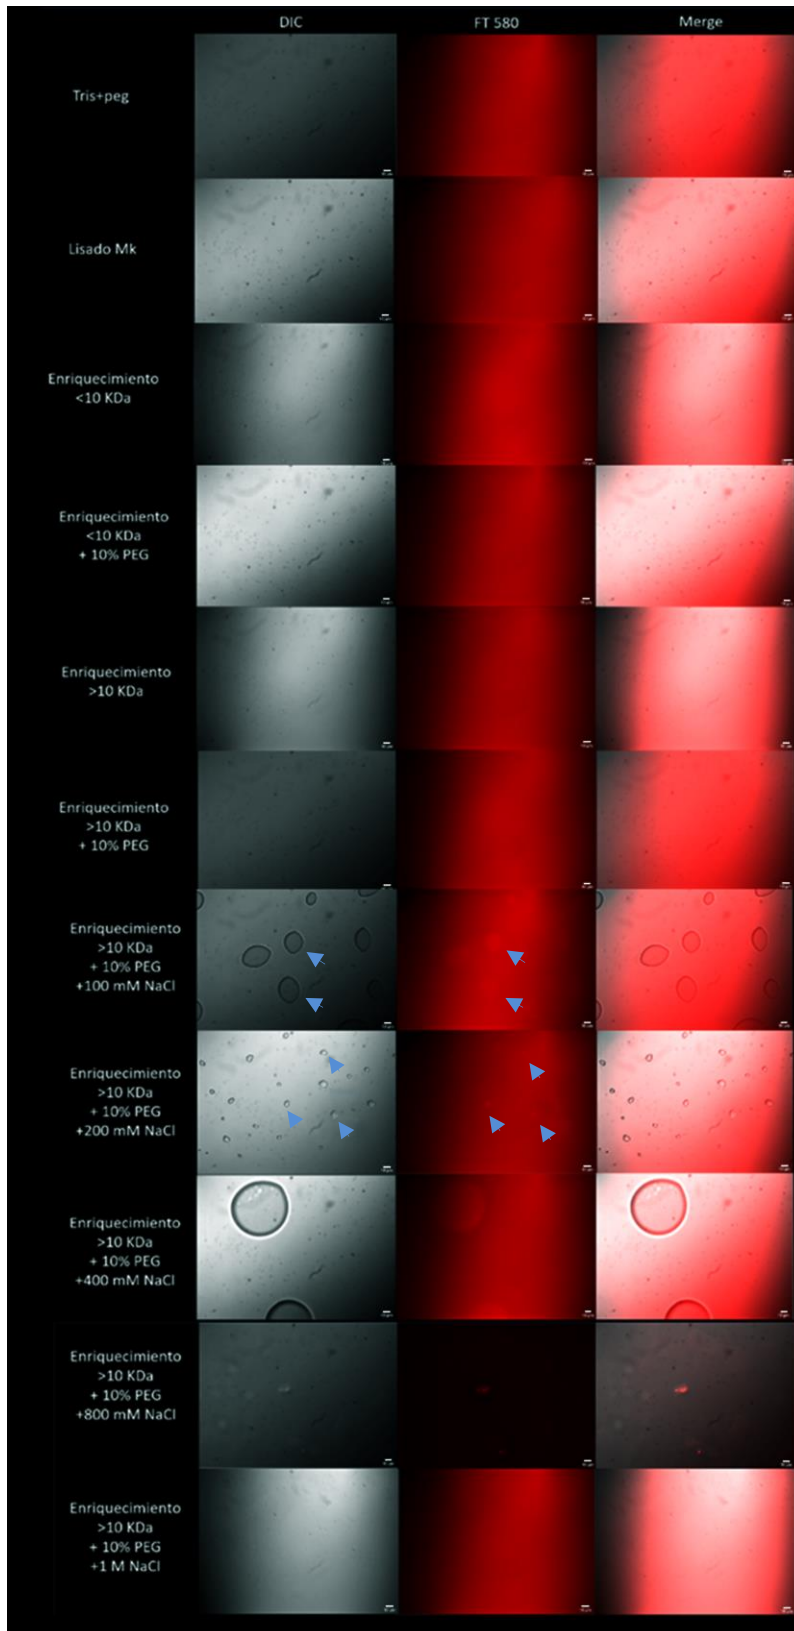 DIC FT 580 Merge
Tris+peg
Lisado Mk
Enriquecimiento
<10 KDa
Enriquecimiento
<10 KDa
+ 10% PEG
Enriquecimiento
>10 KDa
Enriquecimiento
>10 KDa
+ 10% PEG
Enriquecimiento
>10 KDa
+ 10% PEG
+100 mM NaCl
Enriquecimiento
>10 KDa
+ 10% PEG
+200 mM NaCl
Enriquecimiento
>10 KDa
+ 10% PEG
+400 mM NaCl
Enriquecimiento
>10 KDa
+ 10% PEG
+800 mM NaCl
Enriquecimiento
>10 KDa
+ 10% PEG
+1 M NaCl